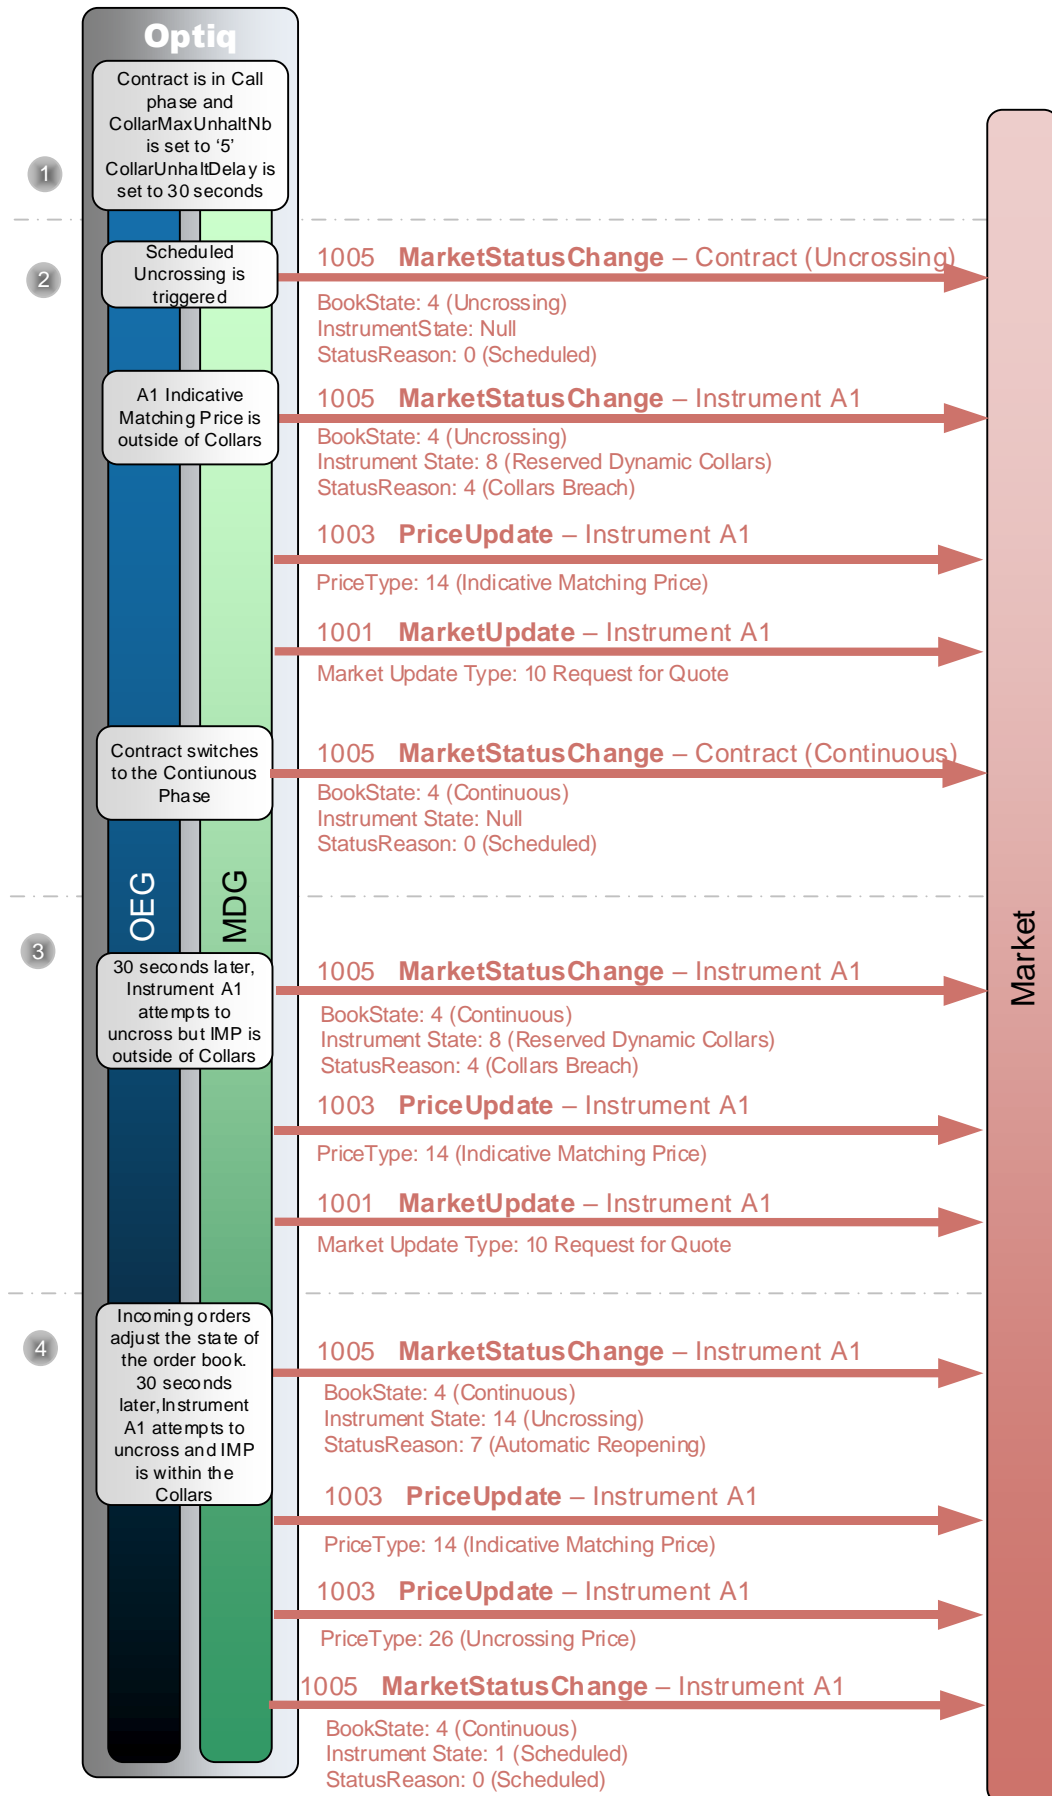 Optiq
Contract is in Call
phase and
CollarMaxUnhaltNb
is set to ‘5’
CollarUnhaltDelay is
set to 30 seconds
1
2
Scheduled
Uncrossing is
triggered
1005 MarketStatusChange – Contract (Uncrossing)
BookState: 4 (Uncrossing)
InstrumentState: Null
StatusReason: 0 (Scheduled)
A1 Indicative
Matching Price is
outside of Collars
1005 MarketStatusChange – Instrument A1
BookState: 4 (Uncrossing)
Instrument State: 8 (Reserved Dynamic Collars)
StatusReason: 4 (Collars Breach)
1003 PriceUpdate – Instrument A1
PriceType: 14 (Indicative Matching Price)
1001 MarketUpdate – Instrument A1
Market Update Type: 10 Request for Quote
Contract switches
to the Contiunous
Phase
1005 MarketStatusChange – Contract (Continuous)
BookState: 4 (Continuous)
Instrument State: Null
StatusReason: 0 (Scheduled)
OEG
MDG
Market
3
30 seconds later,
Instrument A1
attempts to
uncross but IMP is
outside of Collars
1005 MarketStatusChange – Instrument A1
BookState: 4 (Continuous)
Instrument State: 8 (Reserved Dynamic Collars)
StatusReason: 4 (Collars Breach)
1003 PriceUpdate – Instrument A1
PriceType: 14 (Indicative Matching Price)
1001 MarketUpdate – Instrument A1
Market Update Type: 10 Request for Quote
4
Incoming orders
adjust the state of
the order book.
30 seconds
later,Instrument
A1 attempts to
uncross and IMP
is within the
Collars
1005 MarketStatusChange – Instrument A1
BookState: 4 (Continuous)
Instrument State: 14 (Uncrossing)
StatusReason: 7 (Automatic Reopening)
1003 PriceUpdate – Instrument A1
PriceType: 14 (Indicative Matching Price)
1003 PriceUpdate – Instrument A1
PriceType: 26 (Uncrossing Price)
1005 MarketStatusChange – Instrument A1
BookState: 4 (Continuous)
Instrument State: 1 (Scheduled)
StatusReason: 0 (Scheduled)